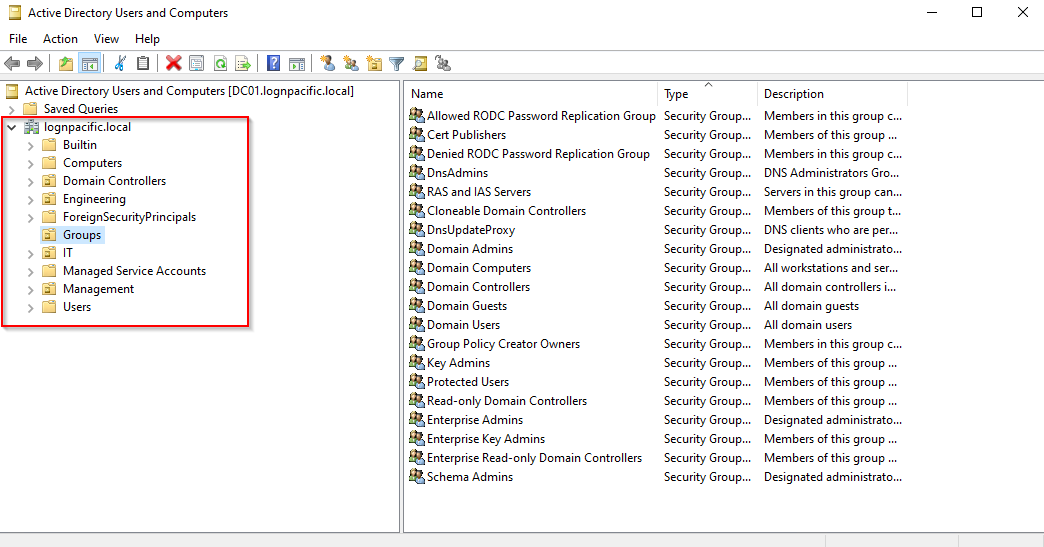 Active Directory Users and Computers
File Action View Help
Active Directory Users and Computers [DC01.lognpacific.local]
Saved Queries
lognpacific.local
Builtin
Computers
Domain Controllers
Engineering
ForeignSecurityPrincipals
Groups
IT
Managed Service Accounts
Management
Users
Name Type Description
Allowed RODC Password Replication Group Security Group... Members in this group c...
Cert Publishers Security Group... Members of this group ...
Denied RODC Password Replication Group Security Group... Members in this group c...
DnsAdmins Security Group... DNS Administrators Gro...
RAS and IAS Servers Security Group... Servers in this group can...
Cloneable Domain Controllers Security Group... Members of this group t...
DnsUpdateProxy Security Group... DNS clients who are per...
Domain Admins Security Group... Designated administrato...
Domain Computers Security Group... All workstations and ser...
Domain Controllers Security Group... All domain controllers i...
Domain Guests Security Group... All domain guests
Domain Users Security Group... All domain users
Group Policy Creator Owners Security Group... Members in this group c...
Key Admins Security Group... Members of this group ...
Protected Users Security Group... Members of this group ...
Read-only Domain Controllers Security Group... Members of this group ...
Enterprise Admins Security Group... Designated administrato...
Enterprise Key Admins Security Group... Members of this group ...
Enterprise Read-only Domain Controllers Security Group... Members of this group ...
Schema Admins Security Group... Designated administrato...